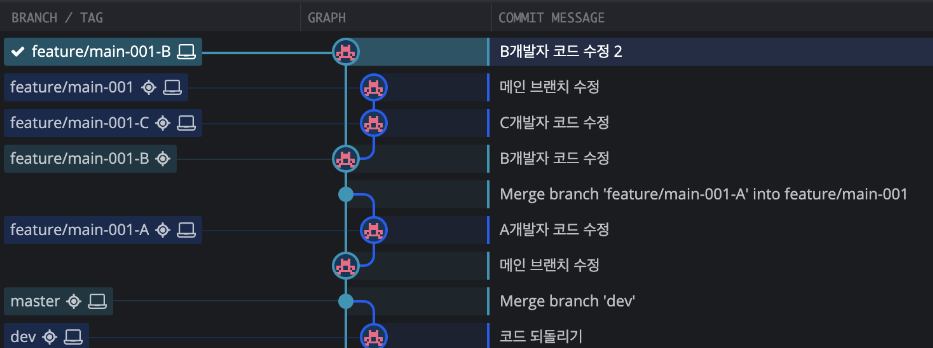 BRANCH / TAG GRAPH COMMIT MESSAGE
feature/main-001-B B개발자 코드 수정 2
feature/main-001 메인 브랜치 수정
feature/main-001-C C개발자 코드 수정
feature/main-001-B B개발자 코드 수정
Merge branch 'feature/main-001-A' into feature/main-001
feature/main-001-A A개발자 코드 수정
메인 브랜치 수정
master Merge branch 'dev'
dev 코드 되돌리기